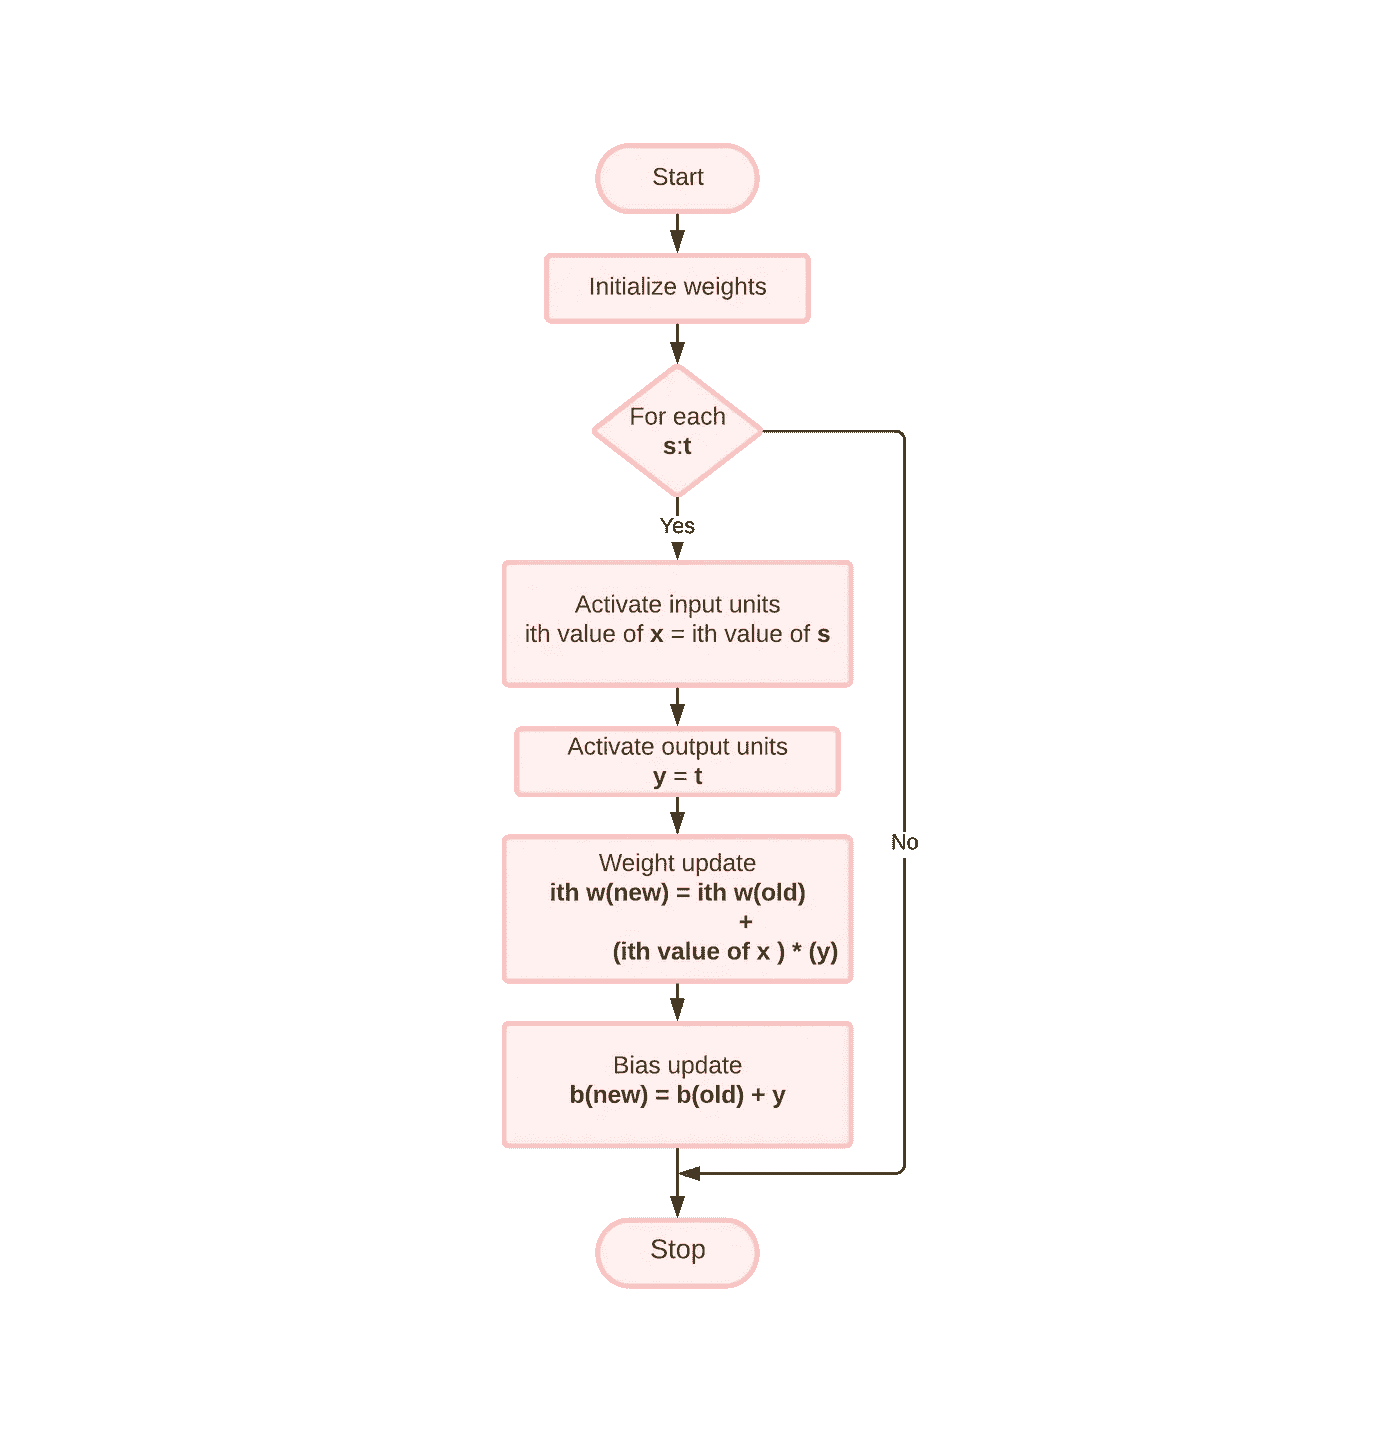 Start
Initialize weights
For each
s:t
Yes
Activate input units
ith value of x = ith value of s
Activate output units
y = t
No
Weight update
ith w(new) = ith w(old)
+
(ith value of x ) * (y)
Bias update
b(new) = b(old) + y
Stop